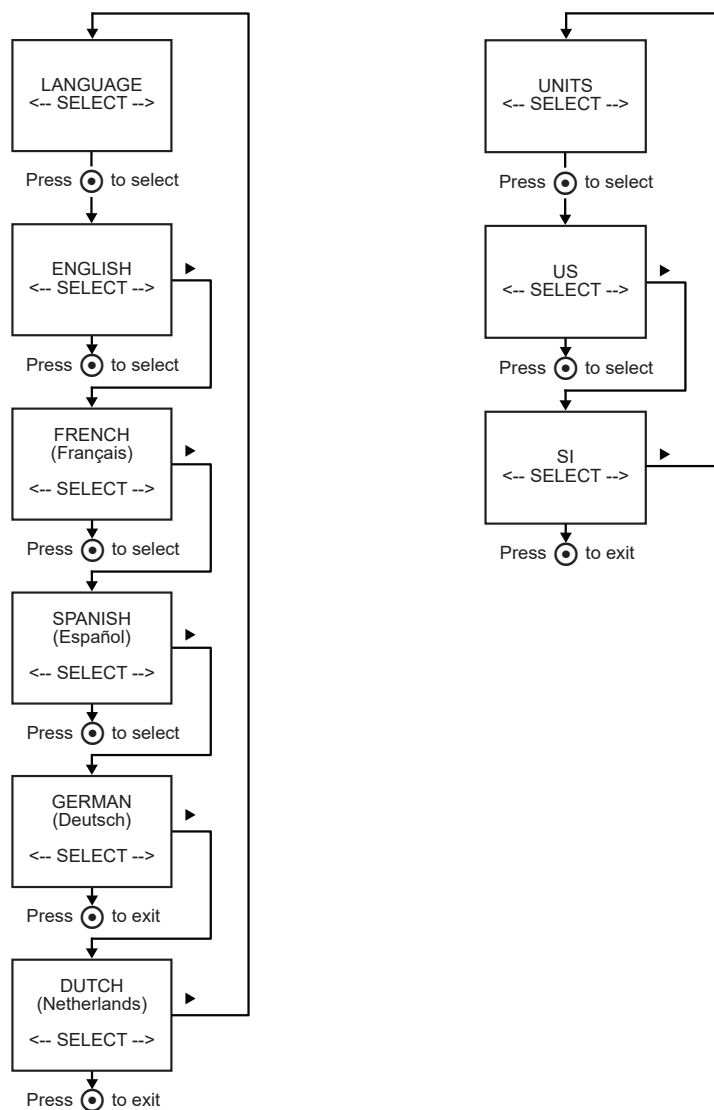 LANGUAGE
<-- SELECT -->
Press to select
ENGLISH
<-- SELECT -->
Press to select
FRENCH
(Français)
<-- SELECT -->
Press to select
SPANISH
(Español)
<-- SELECT -->
Press to select
GERMAN
(Deutsch)
<-- SELECT -->
Press to exit
DUTCH
(Netherlands)
<-- SELECT -->
Press to exit
UNITS
<-- SELECT -->
Press to select
US
<-- SELECT -->
Press to select
SI
<-- SELECT -->
Press to exit